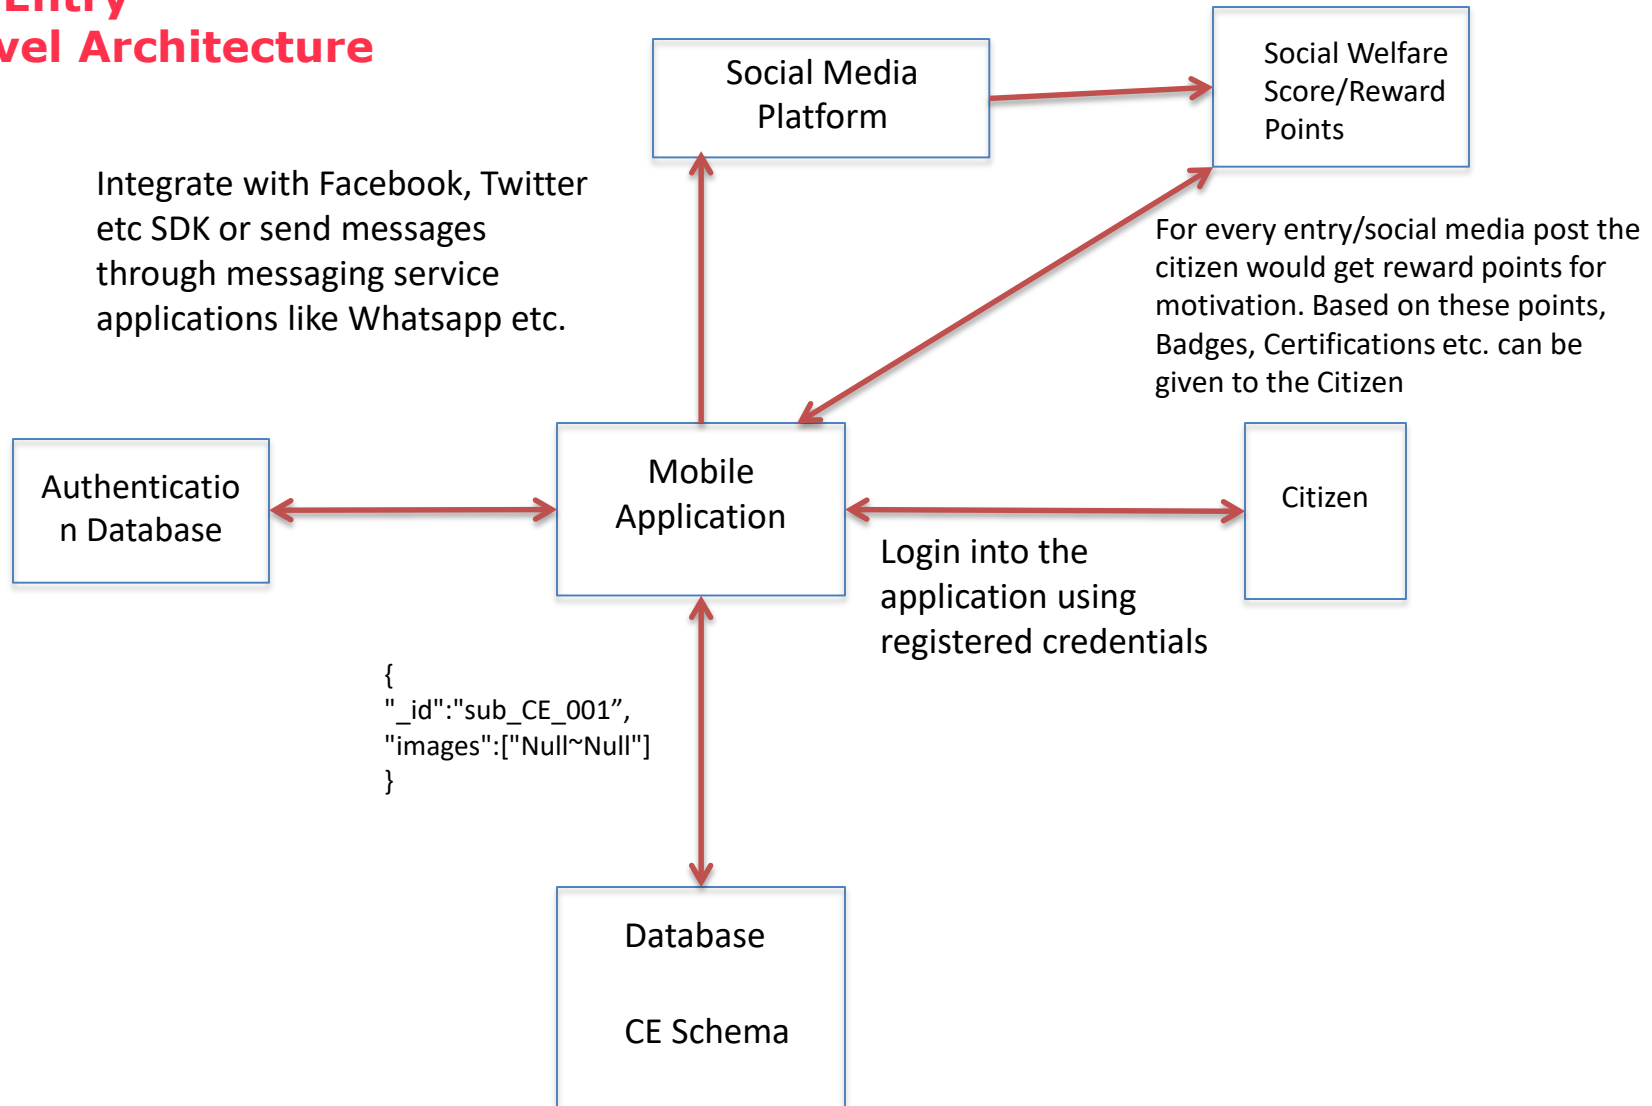 Entry
vel Architecture
Social Media
Platform
Social Welfare
Score/Reward
Points
Integrate with Facebook, Twitter
etc SDK or send messages
through messaging service
applications like Whatsapp etc.
For every entry/social media post the
citizen would get reward points for
motivation. Based on these points,
Badges, Certifications etc. can be
given to the Citizen
Authenticatio
n Database
Mobile
Application
Citizen
Login into the
application using
registered credentials
{
"_id":"sub_CE_001”,
"images":["Null~Null"]
}
Database
CE Schema